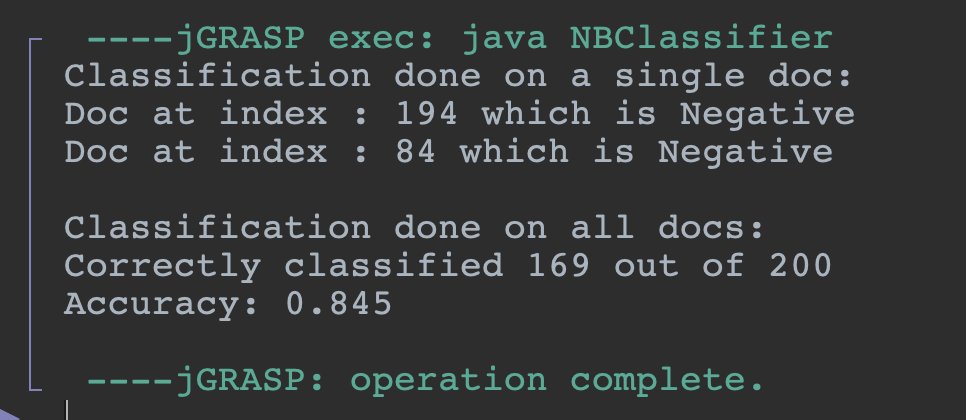 ----jGRASP exec: java NBClassifier
Classification done on a single doc:
Doc at index : 194 which is Negative
Doc at index : 84 which is Negative
Classification done on all docs:
Correctly classified 169 out of 200
Accuracy: 0.845
----jGRASP: operation complete.